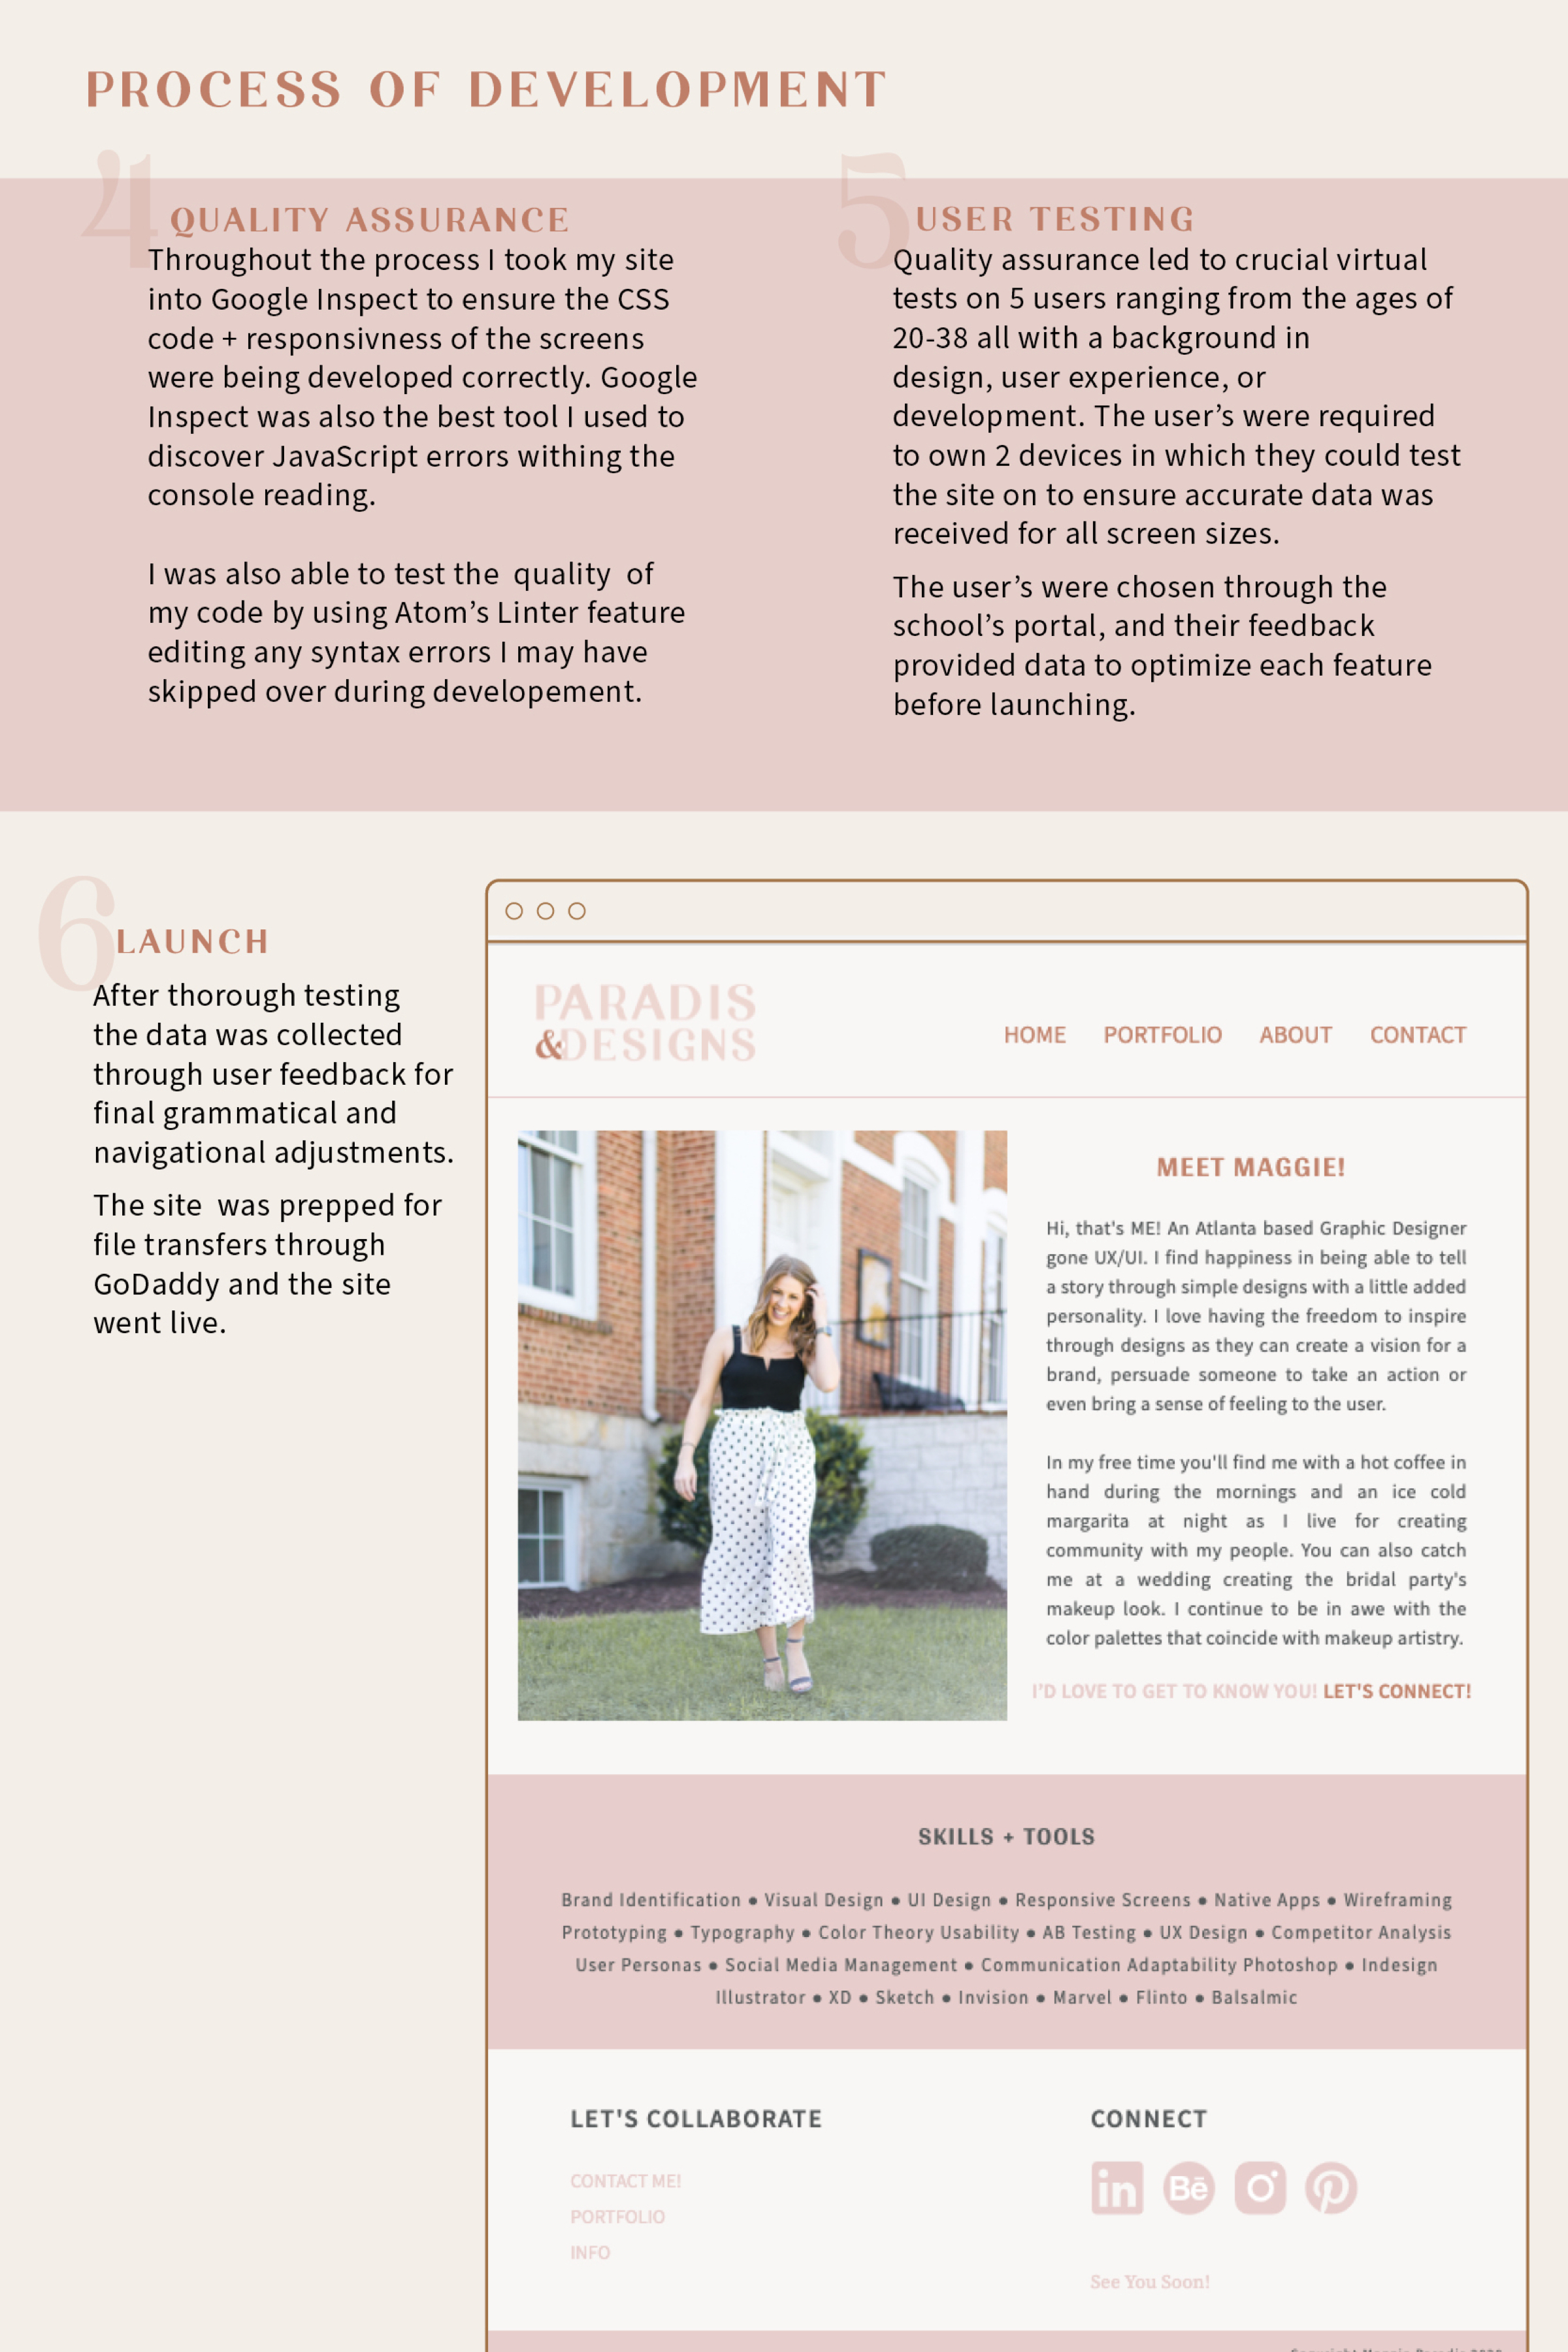 PROCESS OF DEVELOPMENT
4
QUALITY ASSURANCE
Throughout the process I took my site
into Google Inspect to ensure the CSS
code + responsivness of the screens
were being developed correctly. Google
Inspect was also the best tool I used to
discover JavaScript errors withing the
console reading.
I was also able to test the quality of
my code by using Atom’s Linter feature
editing any syntax errors I may have
skipped over during developement.
5
USER TESTING
Quality assurance led to crucial virtual
tests on 5 users ranging from the ages of
20-38 all with a background in
design, user experience, or
development. The user’s were required
to own 2 devices in which they could test
the site on to ensure accurate data was
received for all screen sizes.
The user’s were chosen through the
school’s portal, and their feedback
provided data to optimize each feature
before launching.
6
LAUNCH
After thorough testing
the data was collected
through user feedback for
final grammatical and
navigational adjustments.
The site was prepped for
file transfers through
GoDaddy and the site
went live.
PARADIS
&DESIGNS
HOME PORTFOLIO ABOUT CONTACT
MEET MAGGIE!
Hi, that's ME! An Atlanta based Graphic Designer
gone UX/UI. I find happiness in being able to tell
a story through simple designs with a little added
personality. I love having the freedom to inspire
through designs as they can create a vision for a
brand, persuade someone to take an action or
even bring a sense of feeling to the user.
In my free time you'll find me with a hot coffee in
hand during the mornings and an ice cold
margarita at night as I live for creating
community with my people. You can also catch
me at a wedding creating the bridal party's
makeup look. I continue to be in awe with the
color palettes that coincide with makeup artistry.
I'D LOVE TO GET TO KNOW YOU! LET'S CONNECT!
SKILLS + TOOLS
Brand Identification ● Visual Design ● UI Design ● Responsive Screens ● Native Apps ● Wireframing
Prototyping ● Typography ● Color Theory Usability ● AB Testing ● UX Design ● Competitor Analysis
User Personas ● Social Media Management ● Communication Adaptability Photoshop ● Indesign
Illustrator ● XD ● Sketch ● Invision ● Marvel ● Flinto ● Balsalmic
LET'S COLLABORATE
CONTACT ME!
PORTFOLIO
INFO
CONNECT
in Bē
See You Soon!